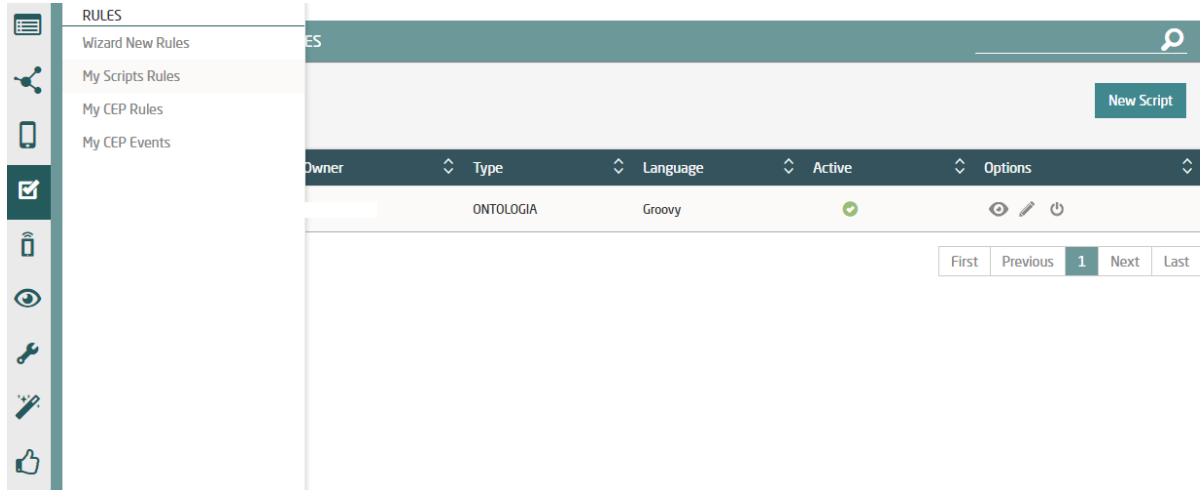 RULES
Wizard New Rules
My Scripts Rules
My CEP Rules
My CEP Events
ES
New Script
Owner Type Language Active Options
ONTOLOGIA Groovy
First Previous 1 Next Last